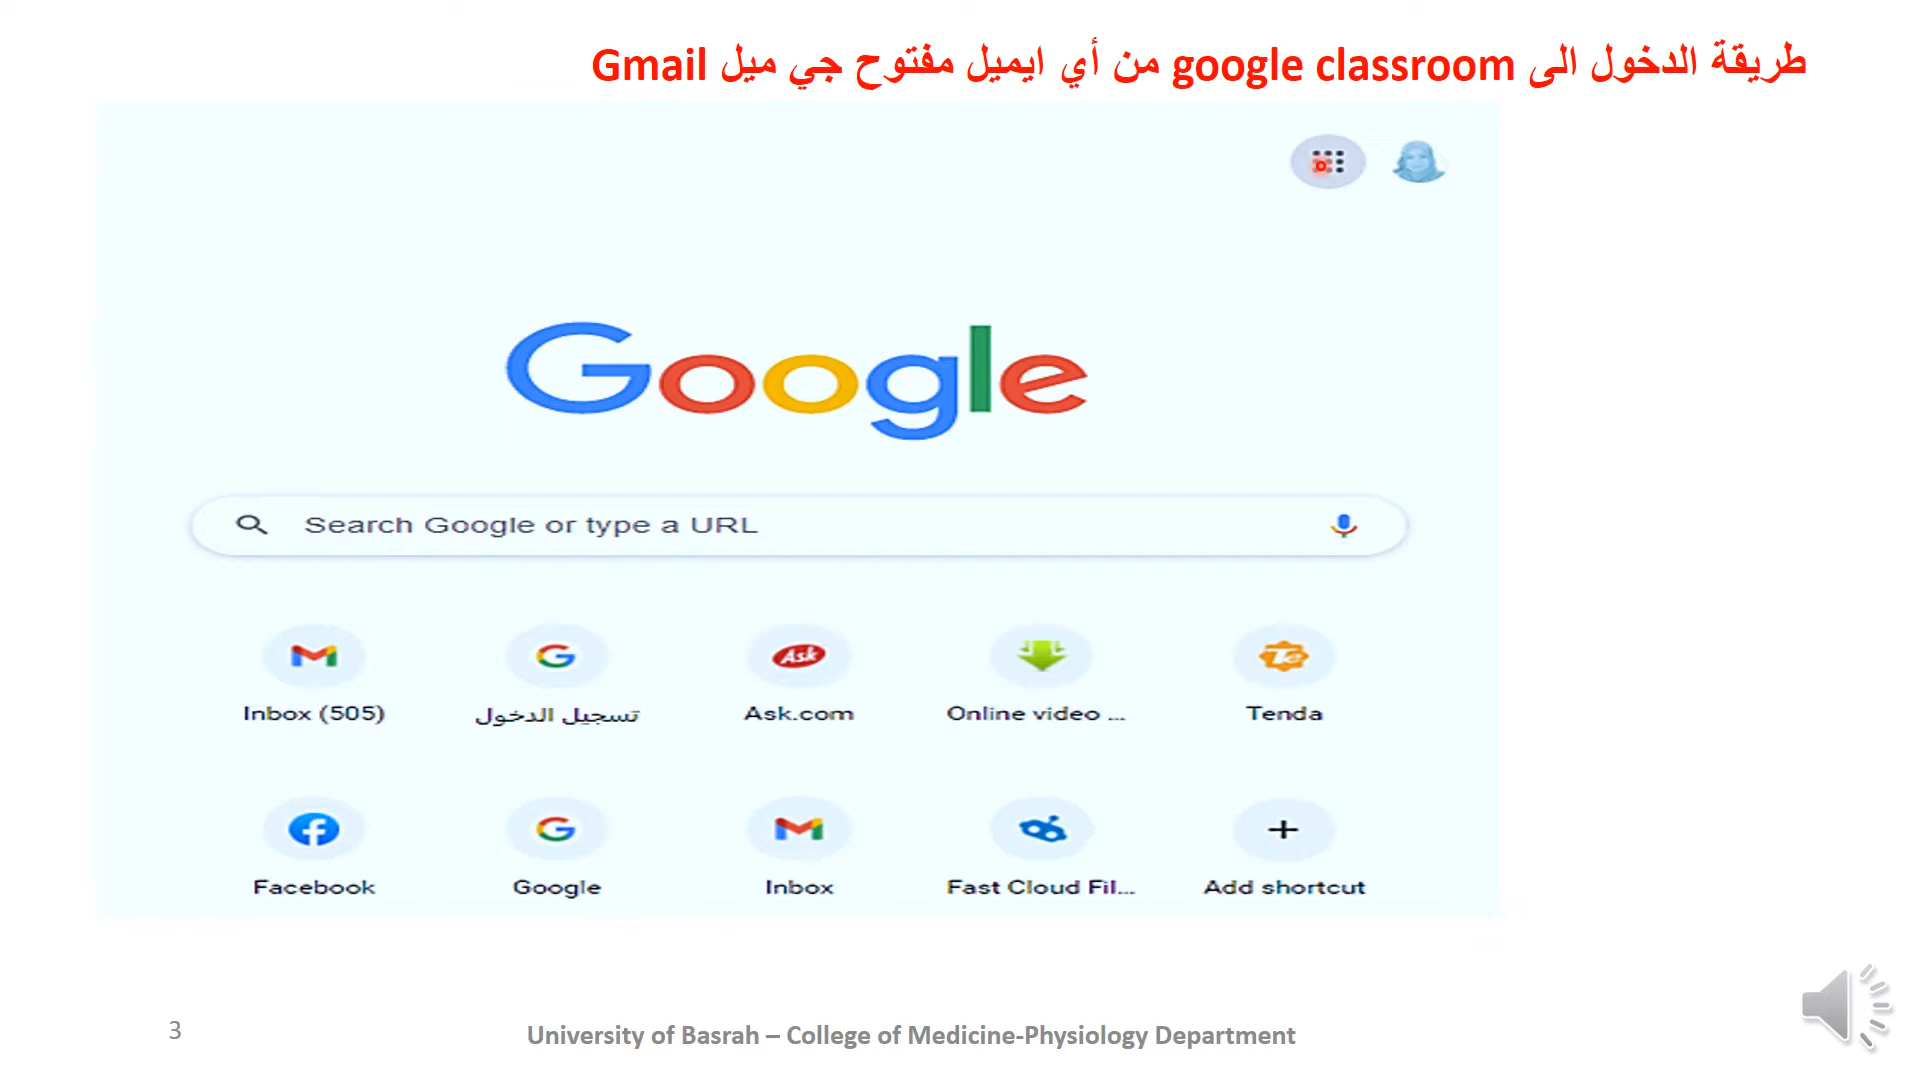 طريقة الدخول الى google classroom من أي ايميل مفتوح جي ميل Gmail
Google
Search Google or type a URL
Inbox (505)
تسجيل الدخول
Ask
Ask.com
Online video ...
Te
Tenda
Facebook
Google
Inbox
Fast Cloud Fil...
Add shortcut
3
University of Basrah – College of Medicine-Physiology Department